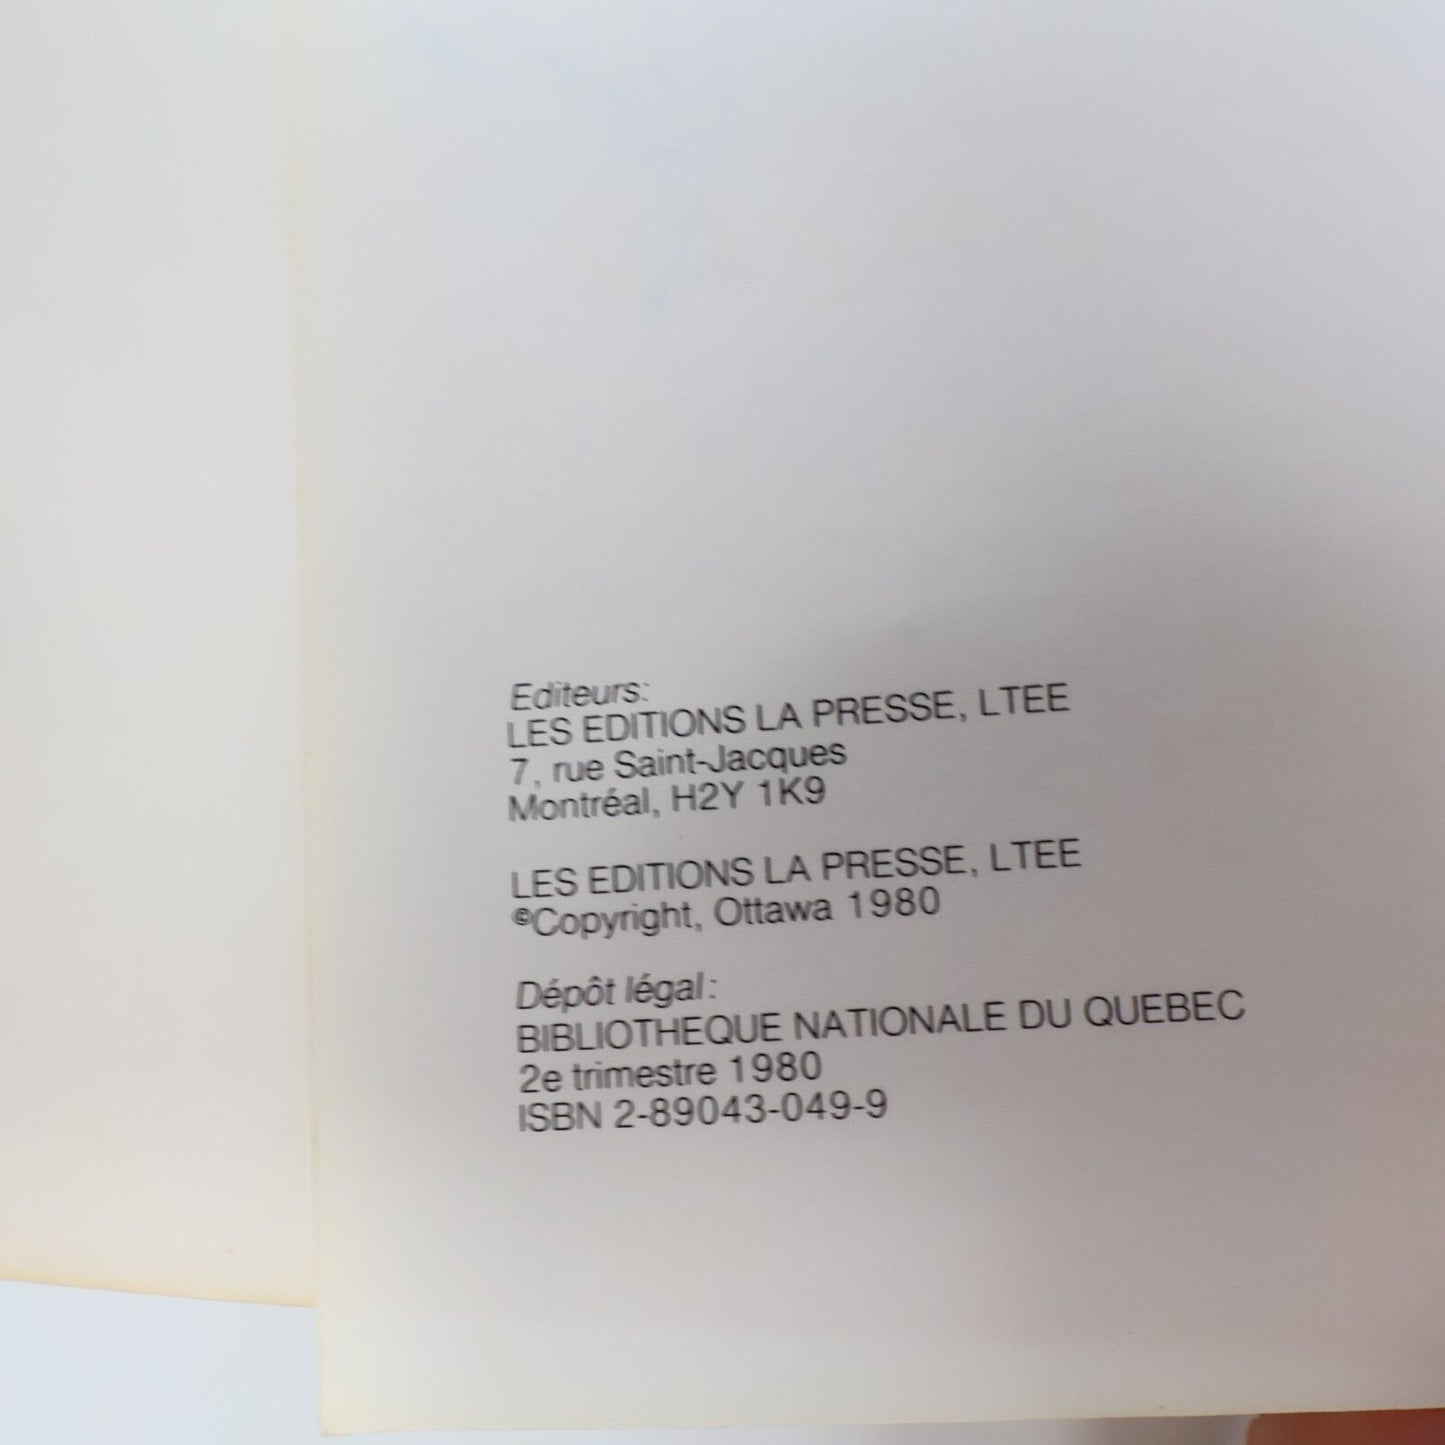 Editeurs:
LES EDITIONS LA PRESSE, LTEE
7, rue Saint-Jacques
Montréal, H2Y 1K9
LES EDITIONS LA PRESSE, LTEE
©Copyright, Ottawa 1980
Dépôt légal:
BIBLIOTHEQUE NATIONALE DU QUEBEC
2e trimestre 1980
ISBN 2-89043-049-9